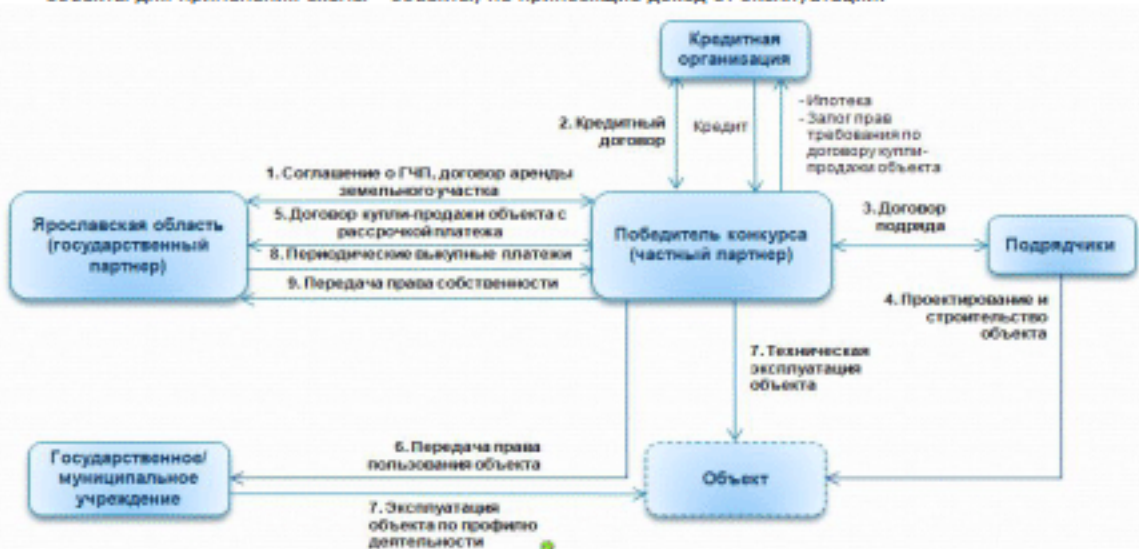 Кредитная
организация
2. Кредитный
договор
Кредит
- Ипотека
- Залог прав
требования по
договору купли-
продажи объекта
1. Соглашение о ГЧП, договор аренды
земельного участка
5. Договор купли-продажи объекта с
рассрочкой платежа
8. Периодические выкупные платежи
9. Передача права собственности
Ярославская область
(государственный
партнер)
Победитель конкурса
(частный партнер)
3. Договор
подряда
Подрядчики
4. Проектирование и
строительство
объекта
7. Техническая
эксплуатация
объекта
6. Передача права
пользования объекта
Государственное/
муниципальное
учреждение
Объект
7. Эксплуатация
объекта по профилю
деятельности